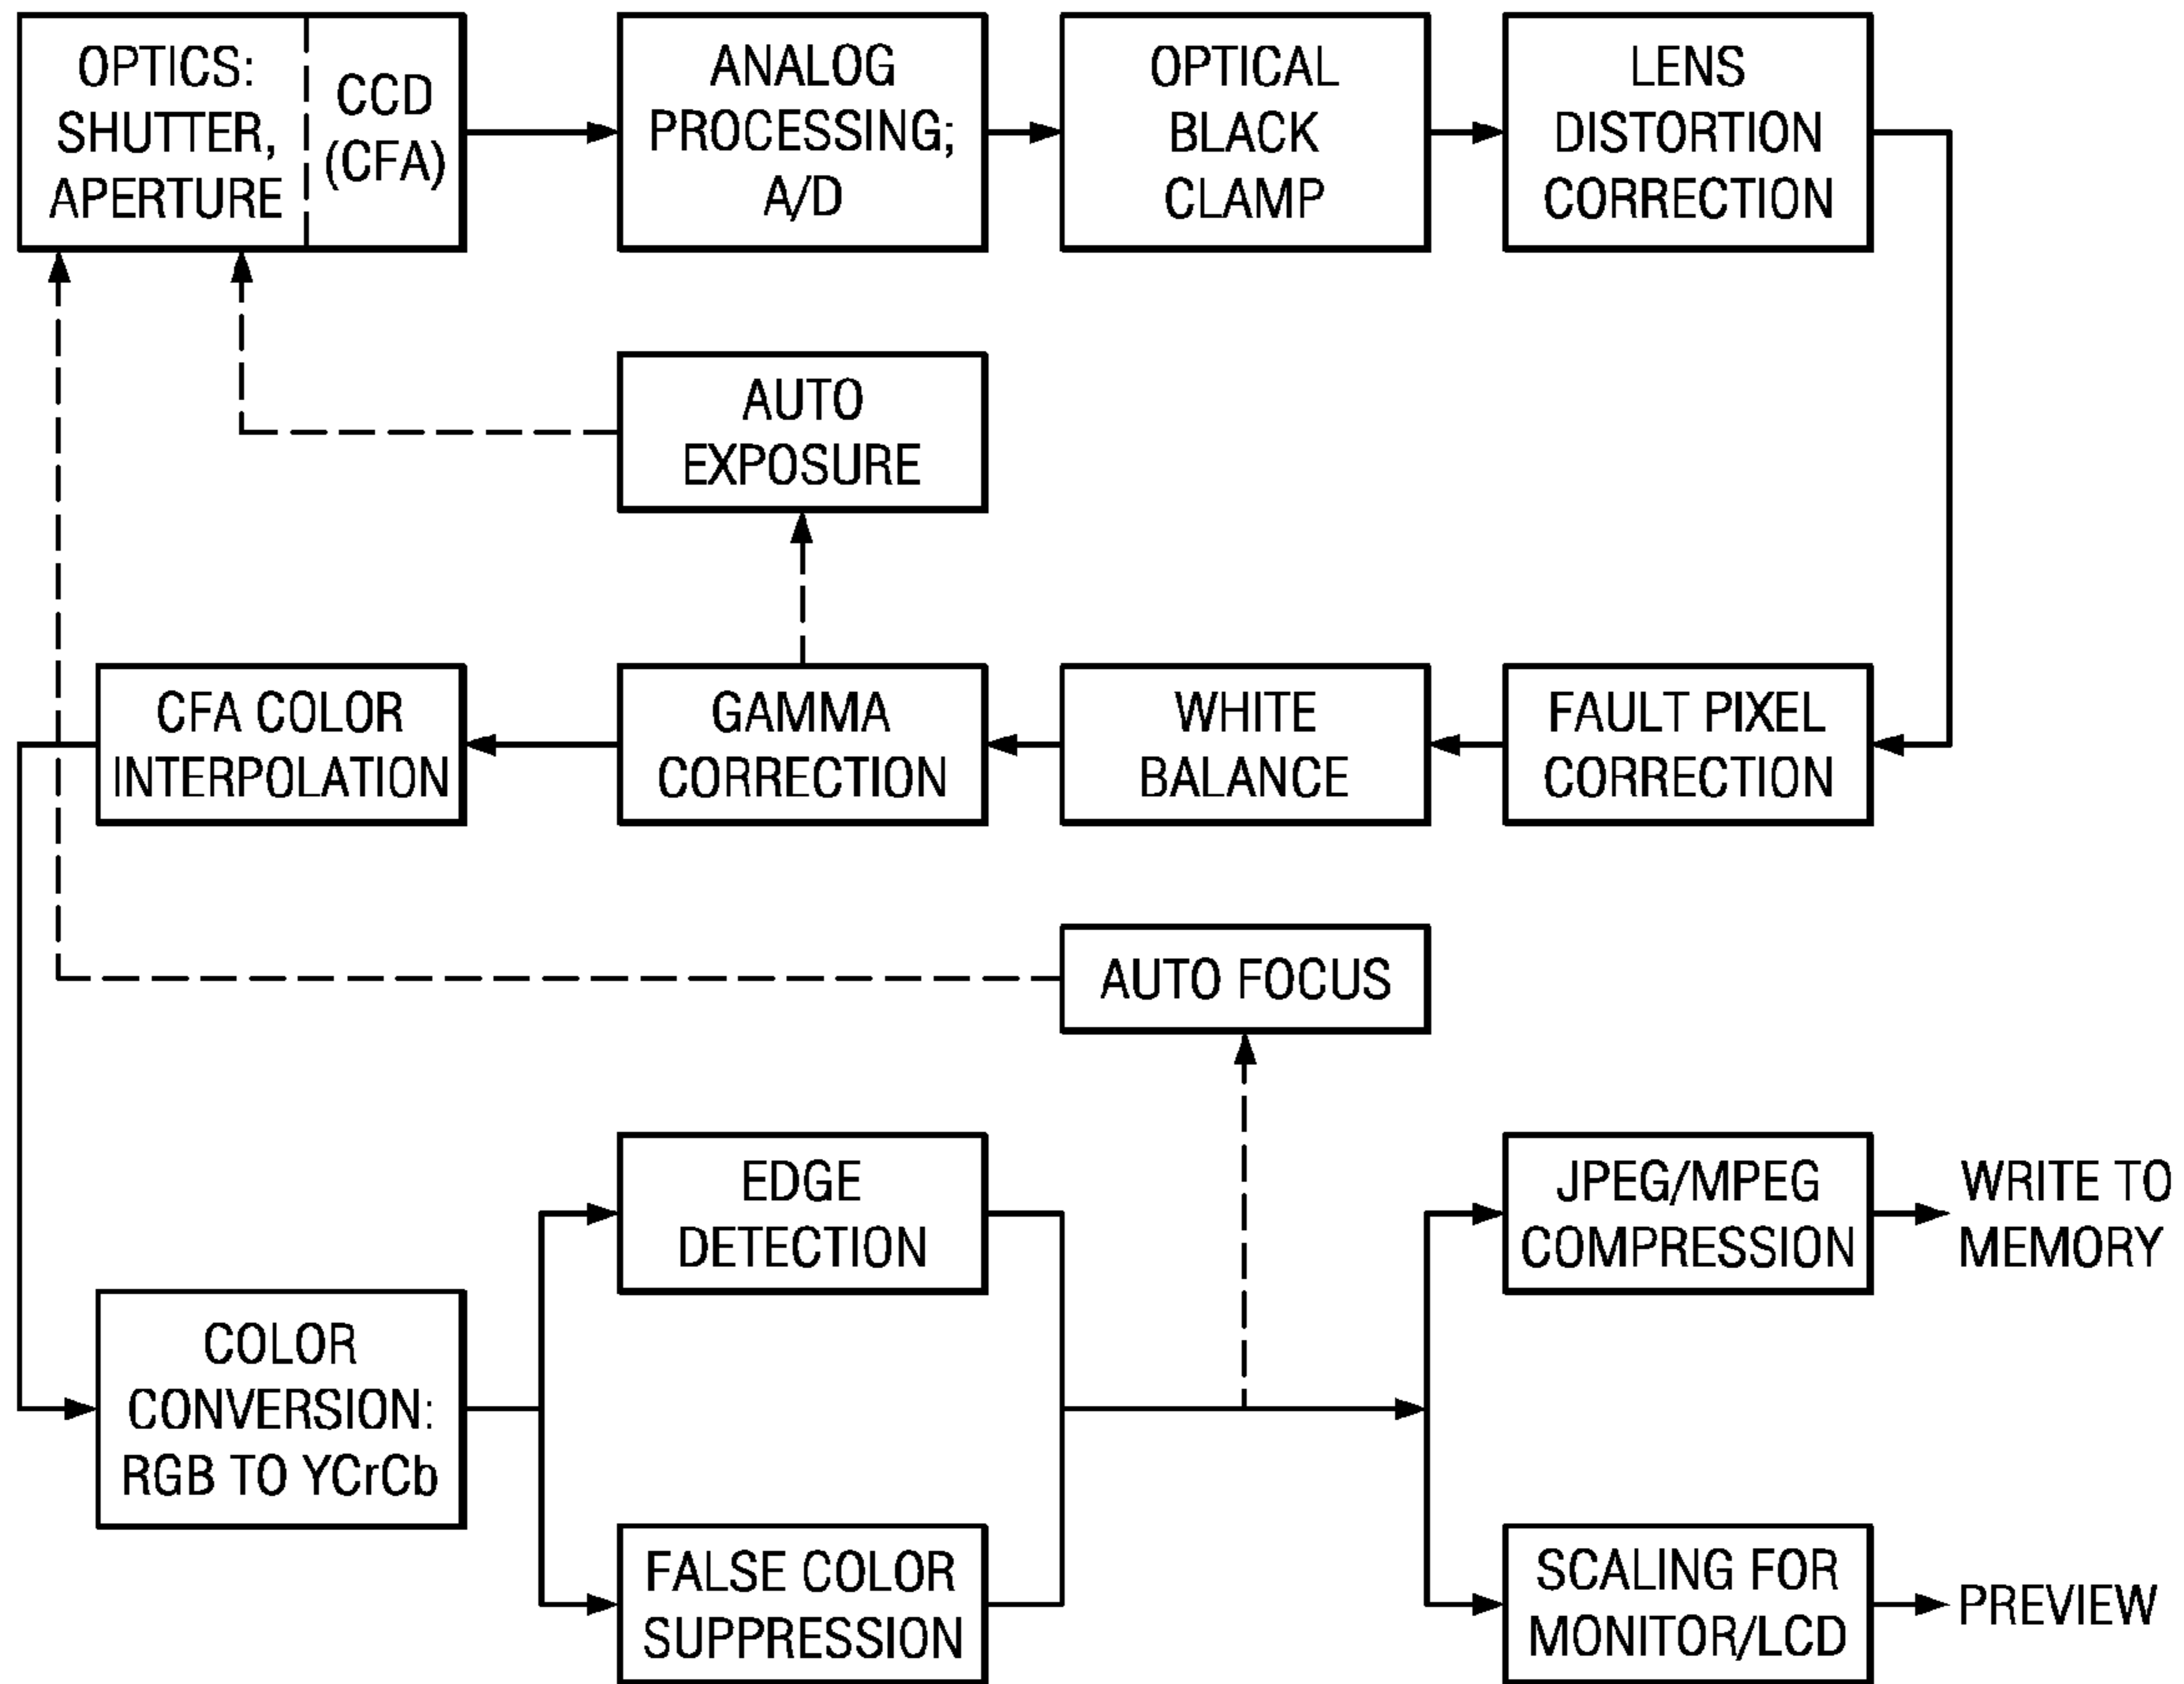 OPTICS:
SHUTTER,
APERTURE
CCD
(CFA)
ANALOG
PROCESSING;
A/D
OPTICAL
BLACK
CLAMP
LENS
DISTORTION
CORRECTION
AUTO
EXPOSURE
CFA COLOR
INTERPOLATION
GAMMA
CORRECTION
WHITE
BALANCE
FAULT PIXEL
CORRECTION
AUTO FOCUS
EDGE
DETECTION
JPEG/MPEG
COMPRESSION
WRITE TO
MEMORY
COLOR
CONVERSION:
RGB TO YCrCb
FALSE COLOR
SUPPRESSION
SCALING FOR
MONITOR/LCD
PREVIEW